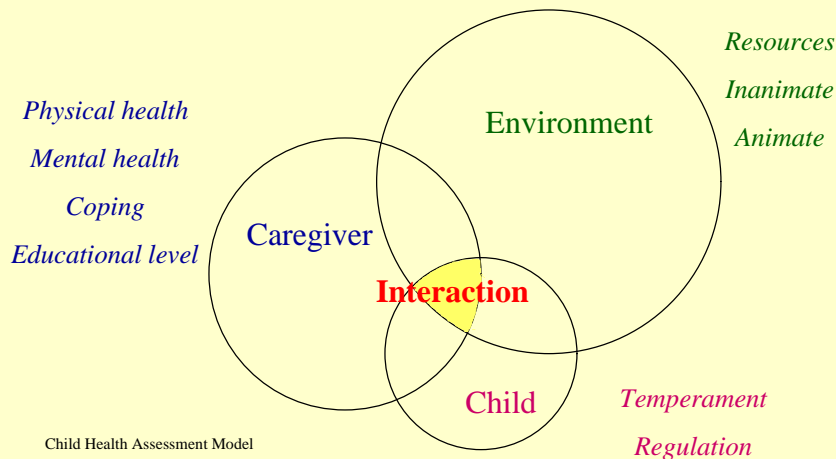 Resources
Inanimate
Animate
Environment
Physical health
Mental health
Coping
Educational level
Caregiver
Interaction
Child
Temperament
Regulation
Child Health Assessment Model